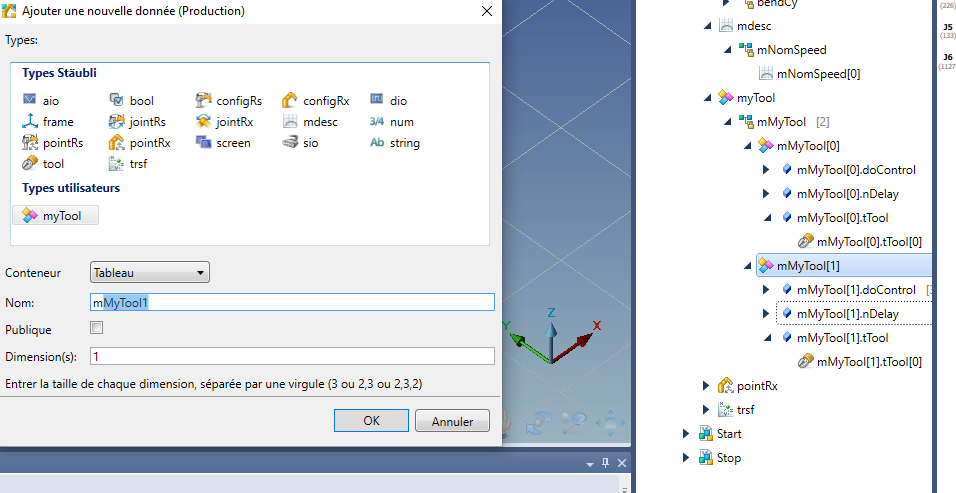 Ajouter une nouvelle donnée (Production)
Types:
Types Stäubli
aio bool configRs configRx dio
frame jointRs jointRx mdesc 3/4 num
pointRs pointRx screen sio Ab string
tool trsf
Types utilisateurs
myTool
Conteneur Tableau
Nom: mMyTool1
Publique
Dimension(s): 1
Entrer la taille de chaque dimension, séparée par une virgule (3 ou 2,3 ou 2,3,2)
OK Annuler
Y Z X
bendCy
mdesc
mNomSpeed
mNomSpeed[0]
myTool
mMyTool [2]
mMyTool[0]
mMyTool[0].doControl
mMyTool[0].nDelay
mMyTool[0].tTool
mMyTool[0].tTool[0]
mMyTool[1]
mMyTool[1].doControl
mMyTool[1].nDelay
mMyTool[1].tTool
mMyTool[1].tTool[0]
pointRx
trsf
Start
Stop
(226)
J5
(133)
J6
(1127